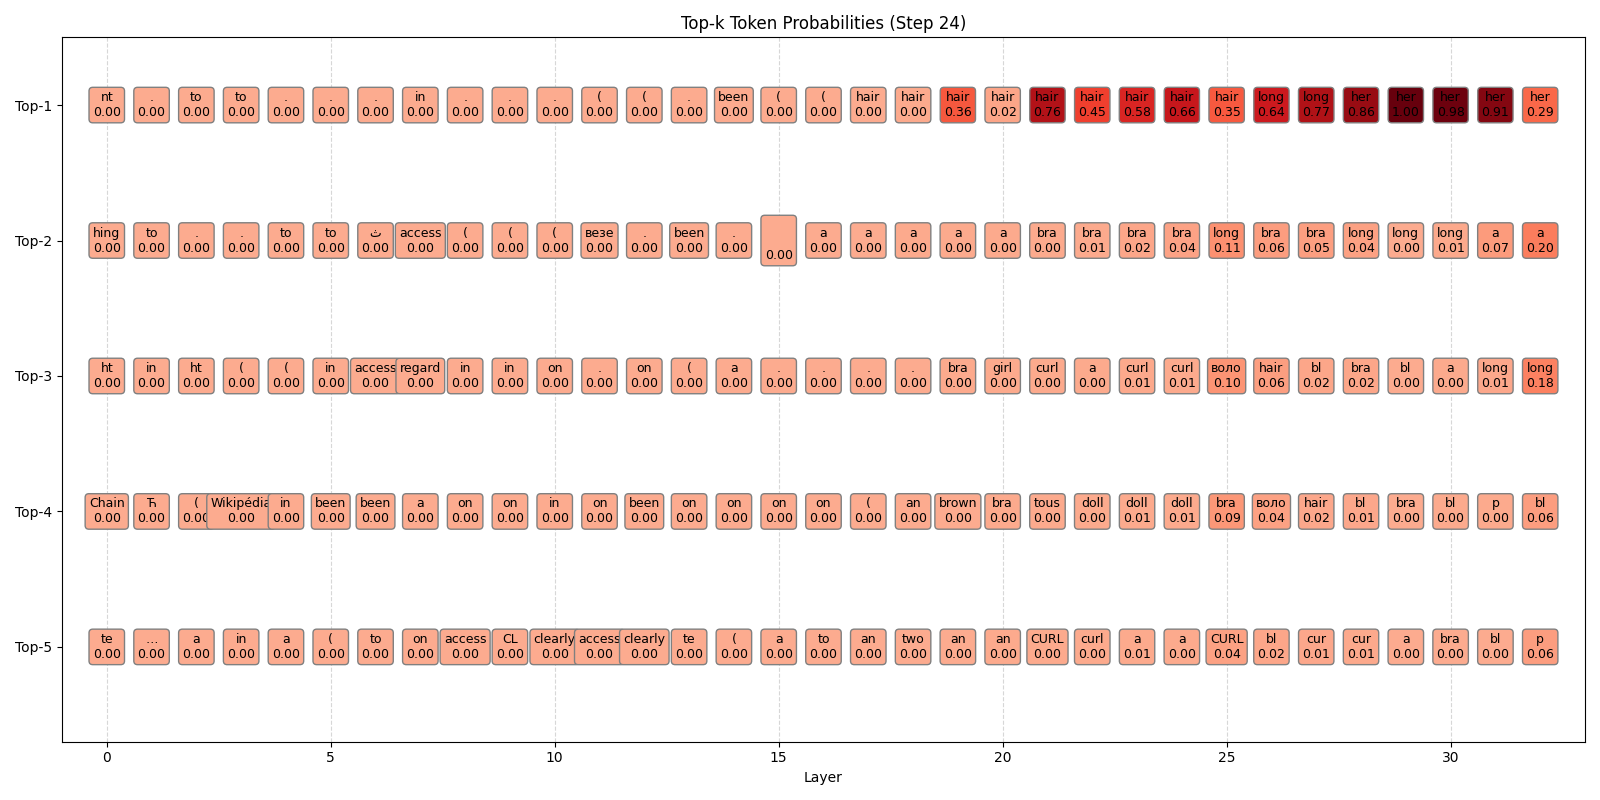 Top-k Token Probabilities (Step 24)
Top-1
nt . to to . . . in . . . ( ( . been ( ( hair hair hair hair hair hair hair hair hair long long her her her her her
0.00 0.00 0.00 0.00 0.00 0.00 0.00 0.00 0.00 0.00 0.00 0.00 0.00 0.00 0.00 0.00 0.00 0.00 0.00 0.36 0.02 0.76 0.45 0.58 0.66 0.35 0.64 0.77 0.86 1.00 0.98 0.91 0.29
Top-2
hing to . . to to ث access ( ( ( везе . been . a a a a a bra bra bra bra long bra bra long long long a a
0.00 0.00 0.00 0.00 0.00 0.00 0.00 0.00 0.00 0.00 0.00 0.00 0.00 0.00 0.00 0.00 0.00 0.00 0.00 0.00 0.00 0.00 0.01 0.02 0.04 0.11 0.06 0.05 0.04 0.00 0.01 0.07 0.20
Top-3
ht in ht ( ( in access regard in in on . on ( a . . . . bra girl curl a curl curl воло hair bl bra bl a long long
0.00 0.00 0.00 0.00 0.00 0.00 0.00 0.00 0.00 0.00 0.00 0.00 0.00 0.00 0.00 0.00 0.00 0.00 0.00 0.00 0.00 0.00 0.00 0.01 0.01 0.10 0.06 0.02 0.02 0.00 0.00 0.01 0.18
Top-4
Chain Ђ ( Wikipédia in been been a on on in on been on on on on ( an brown bra tous doll doll doll bra воло hair bl bra bl p bl
0.00 0.00 0.00 0.00 0.00 0.00 0.00 0.00 0.00 0.00 0.00 0.00 0.00 0.00 0.00 0.00 0.00 0.00 0.00 0.00 0.00 0.00 0.00 0.01 0.01 0.09 0.04 0.02 0.01 0.00 0.00 0.00 0.06
Top-5
te ... a in a ( to on access CL clearly access clearly te ( a to an two an an CURL curl a a CURL bl cur cur a bra bl p
0.00 0.00 0.00 0.00 0.00 0.00 0.00 0.00 0.00 0.00 0.00 0.00 0.00 0.00 0.00 0.00 0.00 0.00 0.00 0.00 0.00 0.00 0.00 0.01 0.00 0.04 0.02 0.01 0.01 0.00 0.00 0.00 0.06
0 5 10 15 20 25 30
Layer